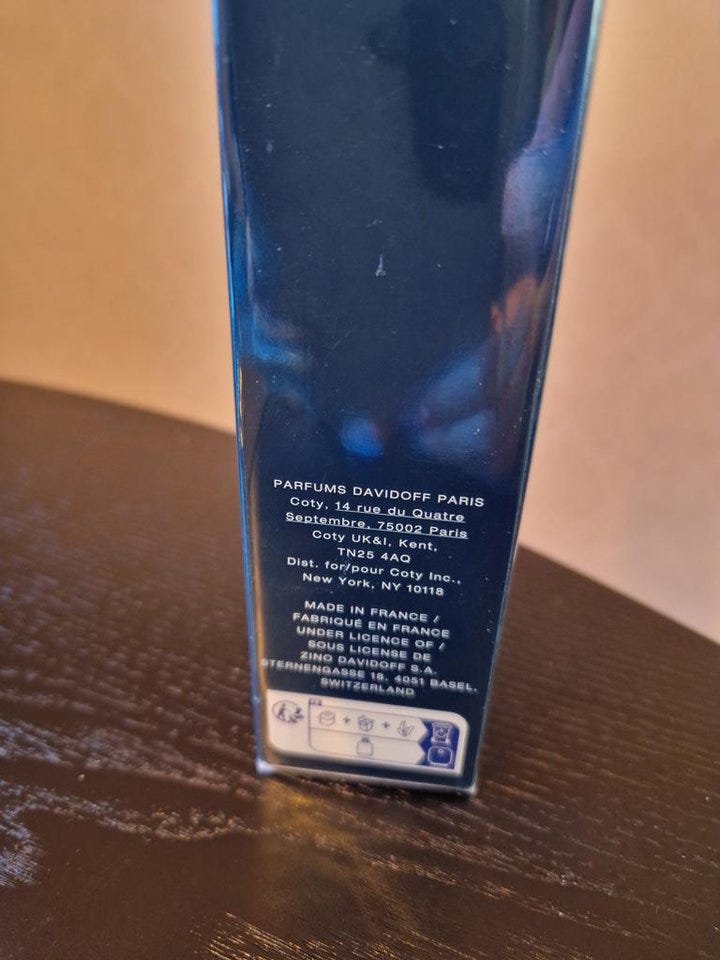 PARFUMS DAVIDOFF PARIS
Coty, 14 rue du Quatre
Septembre, 75002 Paris
Coty UK&I, Kent,
TN25 4AQ
Dist. for/pour Coty Inc.,
New York, NY 10118
MADE IN FRANCE /
FABRIQUÉ EN FRANCE
UNDER LICENCE OF /
SOUS LICENSE DE
ZINO DAVIDOFF S.A.
STERNENGASSE 18, 4051 BASEL,
SWITZERLAND